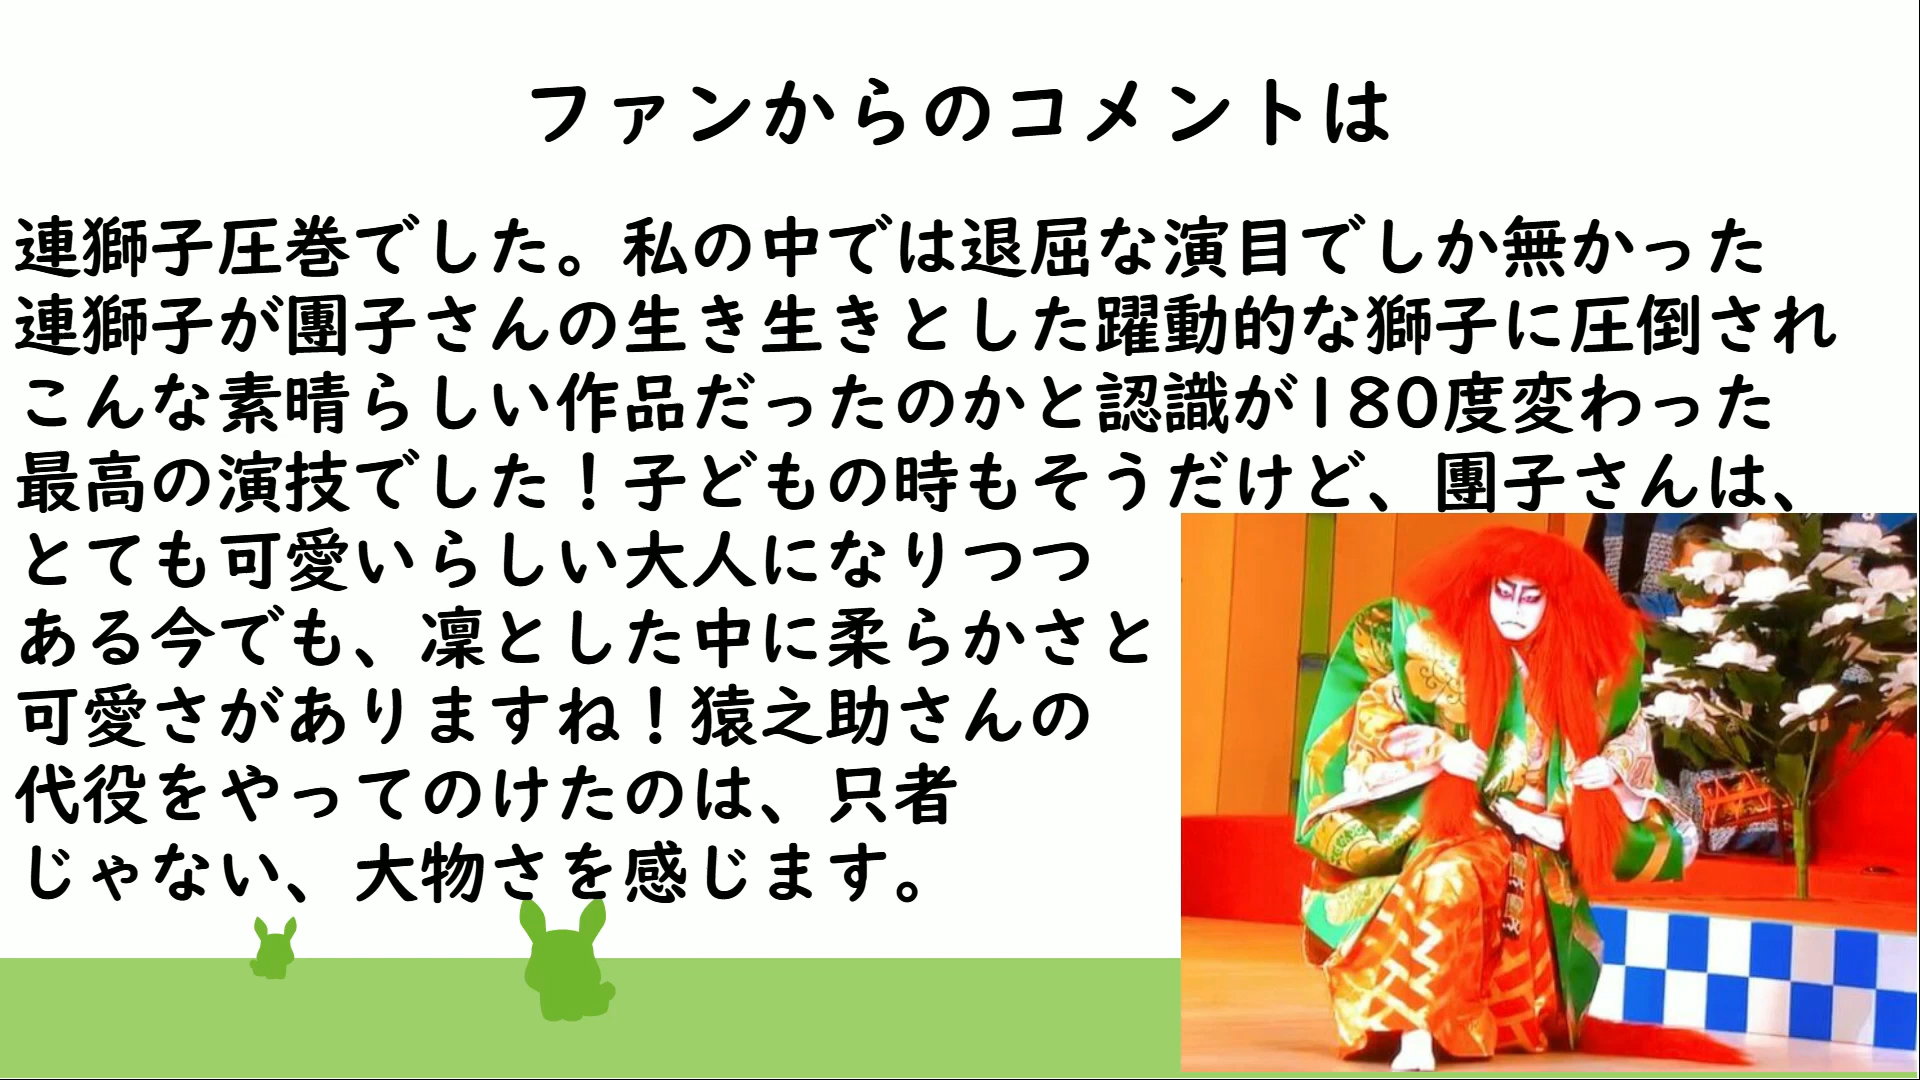 ファンからのコメントは
連獅子圧巻でした。私の中では退屈な演目でしか無かった
連獅子が團子さんの生き生きとした躍動的な獅子に圧倒され
こんな素晴らしい作品だったのかと認識が180度変わった
最高の演技でした！子どもの時もそうだけど、團子さんは、
とても可愛いらしい大人になりつつ
ある今でも、凛とした中に柔らかさと
可愛さがありますね！猿之助さんの
代役をやってのけたのは、只者
じゃない、大物さを感じます。